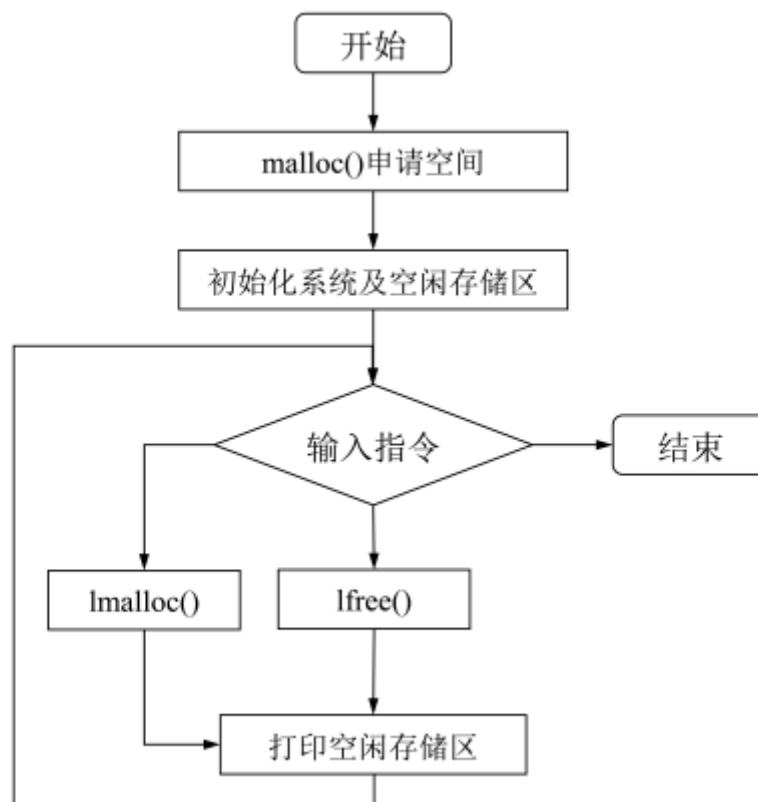 开始
malloc()申请空间
初始化系统及空闲存储区
输入指令
结束
lmalloc()
lfree()
打印空闲存储区